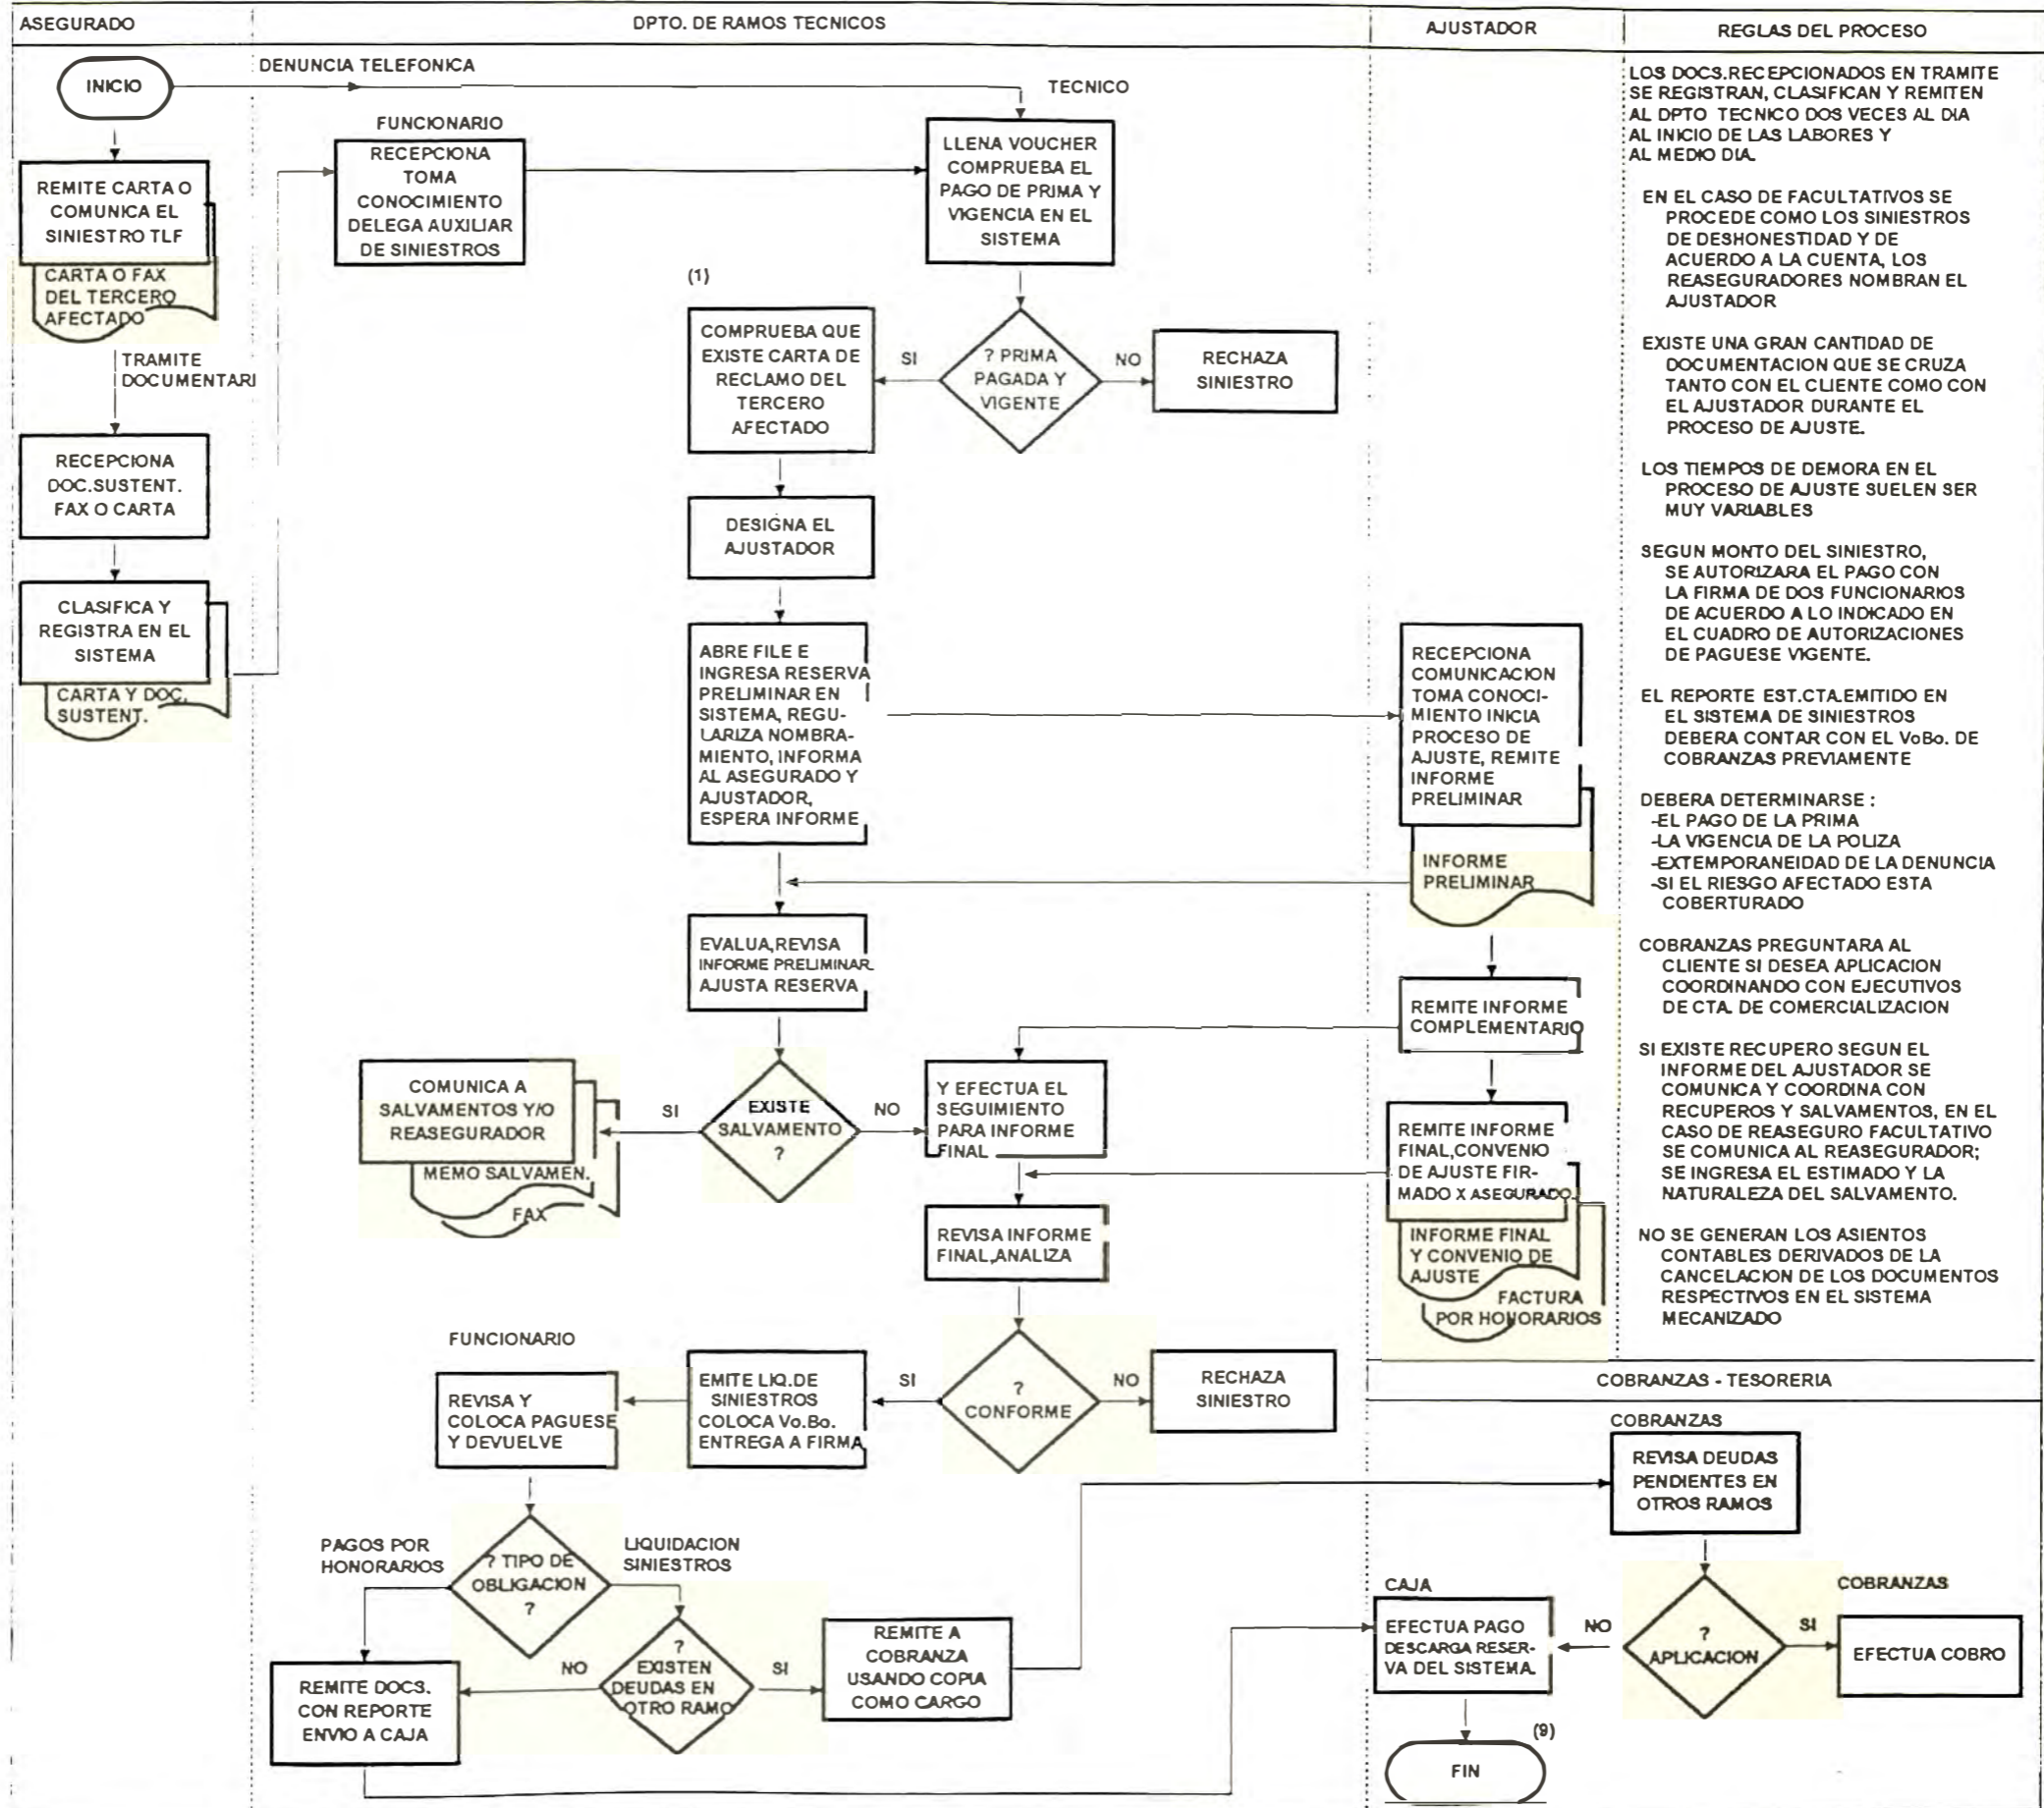 ASEGURADO
DPTO. DE RAMOS TECNICOS
AJUSTADOR
REGLAS DEL PROCESO
INICIO
DENUNCIA TELEFONICA
TECNICO
REMITE CARTA O
COMUNICA EL
SINIESTRO TLF
CARTA O FAX
DEL TERCERO
AFECTADO
TRAMITE
DOCUMENTARI
RECEPCIONA
DOC.SUSTENT.
FAX O CARTA
CLASIFICA Y
REGISTRA EN EL
SISTEMA
CARTA Y DOC.
SUSTENT.
FUNCIONARIO
RECEPCIONA
TOMA
CONOCIMIENTO
DELEGA AUXILIAR
DE SINIESTROS
LLENA VOUCHER
COMPRUEBA EL
PAGO DE PRIMA Y
VIGENCIA EN EL
SISTEMA
(1)
COMPRUEBA QUE
EXISTE CARTA DE
RECLAMO DEL
TERCERO
AFECTADO
SI
? PRIMA
PAGADA Y
VIGENTE
NO
RECHAZA
SINIESTRO
DESIGNA EL
AJUSTADOR
ABRE FILE E
INGRESA RESERVA
PRELIMINAR EN
SISTEMA, REGU-
LARIZA NOMBRA-
MIENTO, INFORMA
AL ASEGURADO Y
AJUSTADOR,
ESPERA INFORME
RECEPCIONA
COMUNICACION
TOMA CONOCI-
MIENTO INICIA
PROCESO DE
AJUSTE, REMITE
INFORME
PRELIMINAR
INFORME
PRELIMINAR
EVALUA,REVISA
INFORME PRELIMINAR
AJUSTA RESERVA
REMITE INFORME
COMPLEMENTARIO
COMUNICA A
SALVAMENTOS Y/O
REASEGURADOR
MEMO SALVAMEN.
FAX
SI
EXISTE
SALVAMENTO
?
NO
Y EFECTUA EL
SEGUIMIENTO
PARA INFORME
FINAL
REMITE INFORME
FINAL,CONVENIO
DE AJUSTE FIR-
MADO X ASEGURADO.
INFORME FINAL
Y CONVENIO DE
AJUSTE
FACTURA
POR HONORARIOS
REVISA INFORME
FINAL,ANALIZA
FUNCIONARIO
REVISA Y
COLOCA PAGUESE
Y DEVUELVE
EMITE LIQ.DE
SINIESTROS
COLOCA Vo.Bo.
ENTREGA A FIRMA
SI
?
CONFORME
NO
RECHAZA
SINIESTRO
PAGOS POR
HONORARIOS
? TIPO DE
OBLIGACION
?
LIQUIDACION
SINIESTROS
REMITE DOCS.
CON REPORTE
ENVIO A CAJA
NO
?
EXISTEN
DEUDAS EN
OTRO RAMO
SI
REMITE A
COBRANZA
USANDO COPIA
COMO CARGO
LOS DOCS.RECEPCIONADOS EN TRAMITE
SE REGISTRAN, CLASIFICAN Y REMITEN
AL DPTO TECNICO DOS VECES AL DIA
AL INICIO DE LAS LABORES Y
AL MEDIO DIA.
EN EL CASO DE FACULTATIVOS SE
PROCEDE COMO LOS SINIESTROS
DE DESHONESTIDAD Y DE
ACUERDO A LA CUENTA, LOS
REASEGURADORES NOMBRAN EL
AJUSTADOR
EXISTE UNA GRAN CANTIDAD DE
DOCUMENTACION QUE SE CRUZA
TANTO CON EL CLIENTE COMO CON
EL AJUSTADOR DURANTE EL
PROCESO DE AJUSTE.
LOS TIEMPOS DE DEMORA EN EL
PROCESO DE AJUSTE SUELEN SER
MUY VARIABLES
SEGUN MONTO DEL SINIESTRO,
SE AUTORIZARA EL PAGO CON
LA FIRMA DE DOS FUNCIONARIOS
DE ACUERDO A LO INDICADO EN
EL CUADRO DE AUTORIZACIONES
DE PAGUESE VIGENTE.
EL REPORTE EST.CTA.EMITIDO EN
EL SISTEMA DE SINIESTROS
DEBERA CONTAR CON EL VoBo. DE
COBRANZAS PREVIAMENTE
DEBERA DETERMINARSE :
-EL PAGO DE LA PRIMA
-LA VIGENCIA DE LA POLIZA
-EXTEMPORANEIDAD DE LA DENUNCIA
-SI EL RIESGO AFECTADO ESTA
COBERTURADO
COBRANZAS PREGUNTARA AL
CLIENTE SI DESEA APLICACION
COORDINANDO CON EJECUTIVOS
DE CTA. DE COMERCIALIZACION
SI EXISTE RECUPERO SEGUN EL
INFORME DEL AJUSTADOR SE
COMUNICA Y COORDINA CON
RECUPEROS Y SALVAMENTOS, EN EL
CASO DE REASEGURO FACULTATIVO
SE COMUNICA AL REASEGURADOR;
SE INGRESA EL ESTIMADO Y LA
NATURALEZA DEL SALVAMENTO.
NO SE GENERAN LOS ASIENTOS
CONTABLES DERIVADOS DE LA
CANCELACION DE LOS DOCUMENTOS
RESPECTIVOS EN EL SISTEMA
MECANIZADO
COBRANZAS - TESORERIA
COBRANZAS
REVISA DEUDAS
PENDIENTES EN
OTROS RAMOS
CAJA
EFECTUA PAGO
DESCARGA RESER-
VA DEL SISTEMA.
NO
?
APLICACION
SI
COBRANZAS
EFECTUA COBRO
(9)
FIN